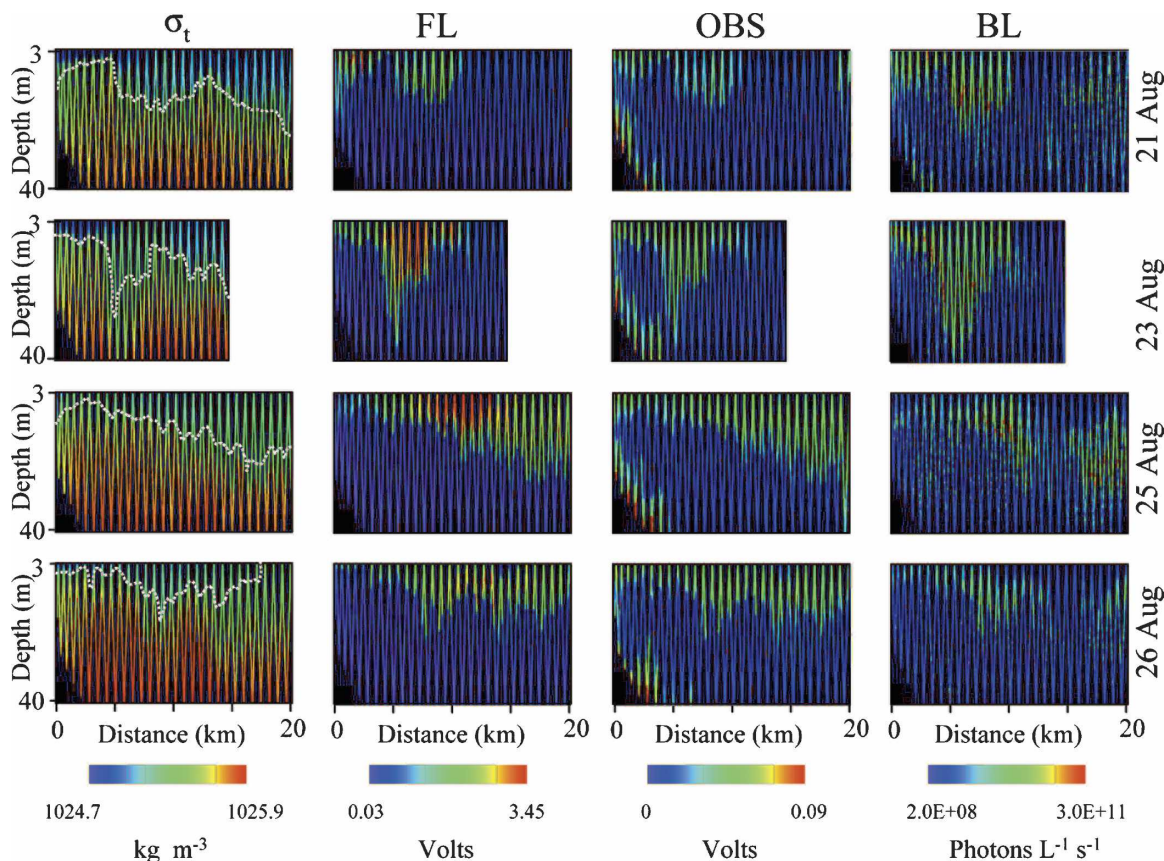 σt FL OBS BL
3 Depth (m) 40 21 Aug
3 Depth (m) 40 23 Aug
3 Depth (m) 40 25 Aug
3 Depth (m) 40 26 Aug
0 Distance (km) 20 0 Distance (km) 20 0 Distance (km) 20 0 Distance (km) 20
1024.7 1025.9 0.03 3.45 0 0.09 2.0E+08 3.0E+11
kg m⁻³ Volts Volts Photons L⁻¹ s⁻¹